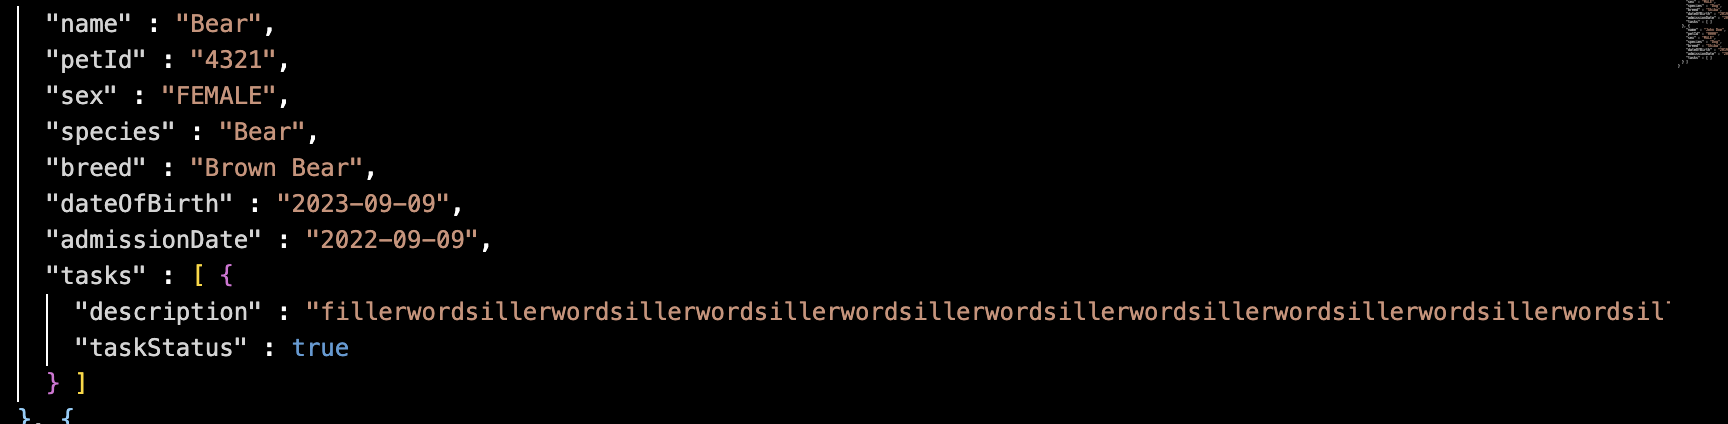 "name" : "Bear",
"petId" : "4321",
"sex" : "FEMALE",
"species" : "Bear",
"breed" : "Brown Bear",
"dateOfBirth" : "2023-09-09",
"admissionDate" : "2022-09-09",
"tasks" : [ {
"description" : "fillerwordsillerwordsillerwordsillerwordsillerwordsillerwordsillerwordsillerwordsillerwordsil
"taskStatus" : true
} ]
}, {